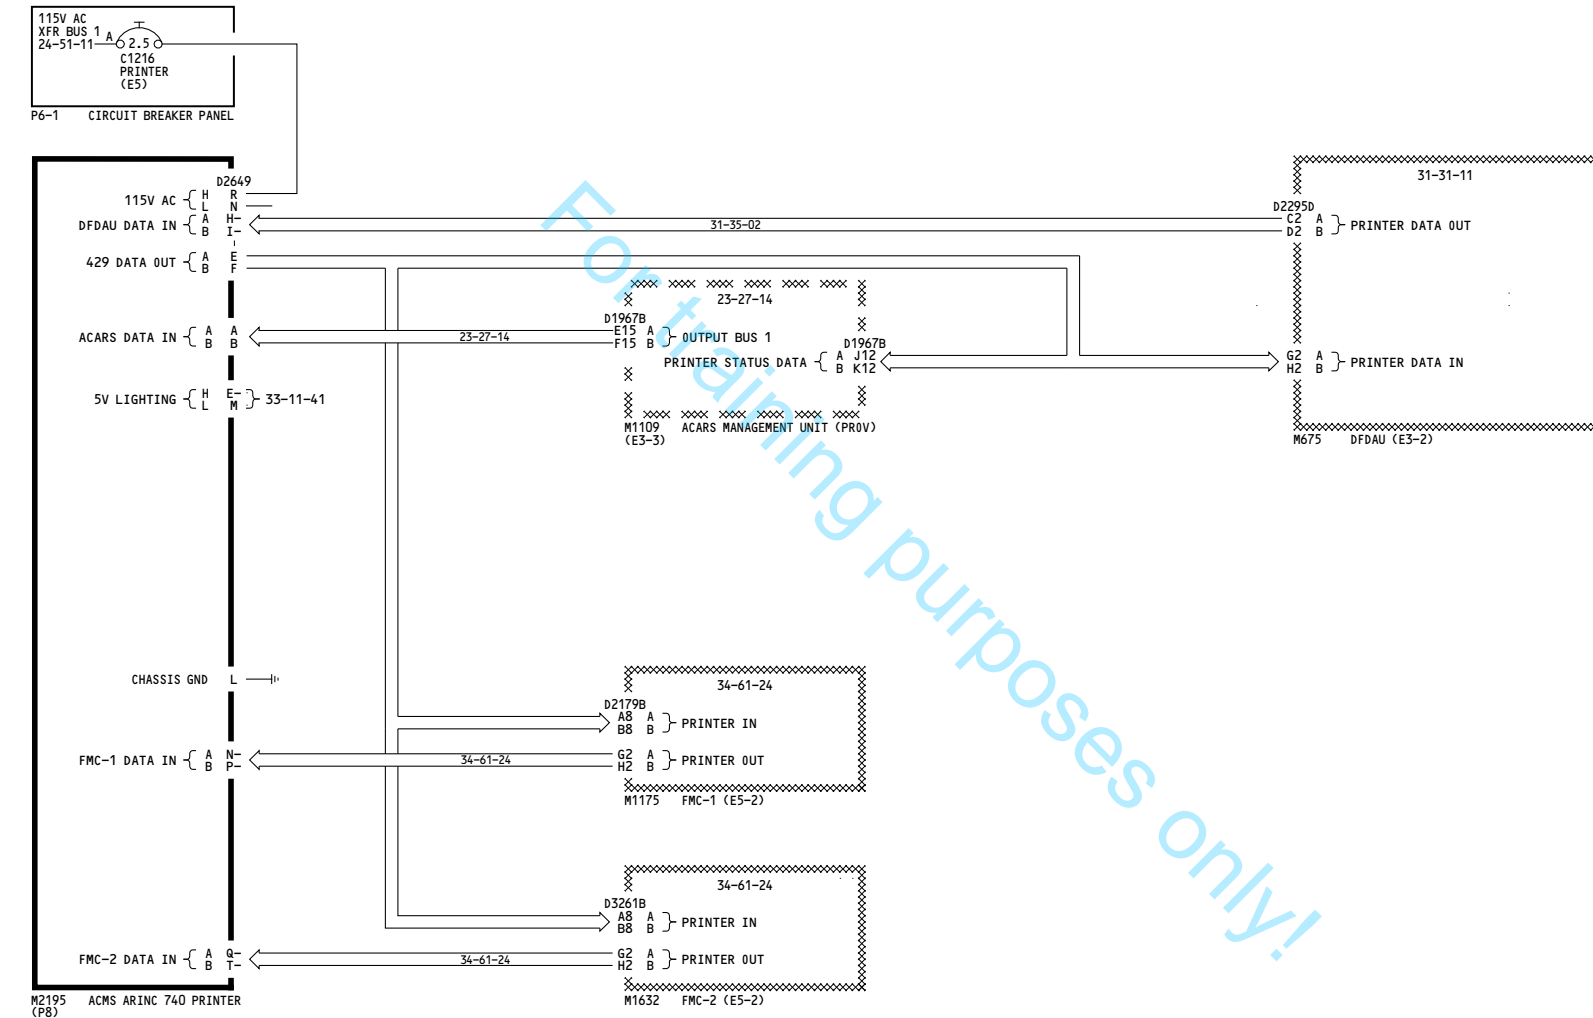 115V AC
XFR BUS 1
24-51-11 A 2.5
C1216
PRINTER
(E5)
P6-1 CIRCUIT BREAKER PANEL
D2649
115V AC H R
L N
DFDAU DATA IN A H-
B I-
31-35-02
31-31-11
D2295D
C2 A PRINTER DATA OUT
D2 B
429 DATA OUT A E
B F
23-27-14
ACARS DATA IN A A
B B
23-27-14
D1967B
E15 A OUTPUT BUS 1
F15 B
D1967B
PRINTER STATUS DATA A J12
B K12
G2 A PRINTER DATA IN
H2 B
5V LIGHTING H E- 33-11-41
L M
M1109 ACARS MANAGEMENT UNIT (PROV)
(E3-3)
M675 DFDAU (E3-2)
CHASSIS GND L
34-61-24
D2179B
A8 A PRINTER IN
B8 B
FMC-1 DATA IN A N-
B P-
34-61-24
G2 A PRINTER OUT
H2 B
M1175 FMC-1 (E5-2)
34-61-24
D3261B
A8 A PRINTER IN
B8 B
FMC-2 DATA IN A Q-
B T-
34-61-24
G2 A PRINTER OUT
H2 B
M1632 FMC-2 (E5-2)
M2195 ACMS ARINC 740 PRINTER
(P8)
For training purposes only!